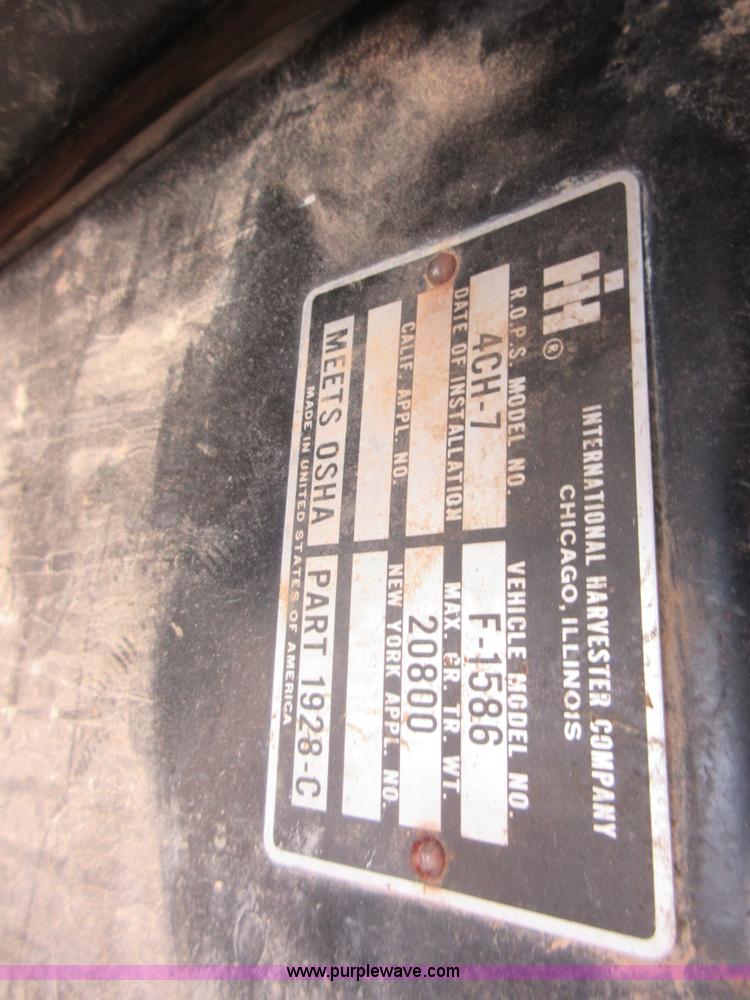 IH ®
INTERNATIONAL HARVESTER COMPANY
CHICAGO, ILLINOIS
R.O.P.S. MODEL NO. VEHICLE MODEL NO.
4CH-7 F-1586
DATE OF INSTALLATION MAX. GR. TR. WT.
20800
CALIF. APPL. NO. NEW YORK APPL. NO.
MEETS OSHA PART 1928-C
MADE IN UNITED STATES OF AMERICA
www.purplewave.com